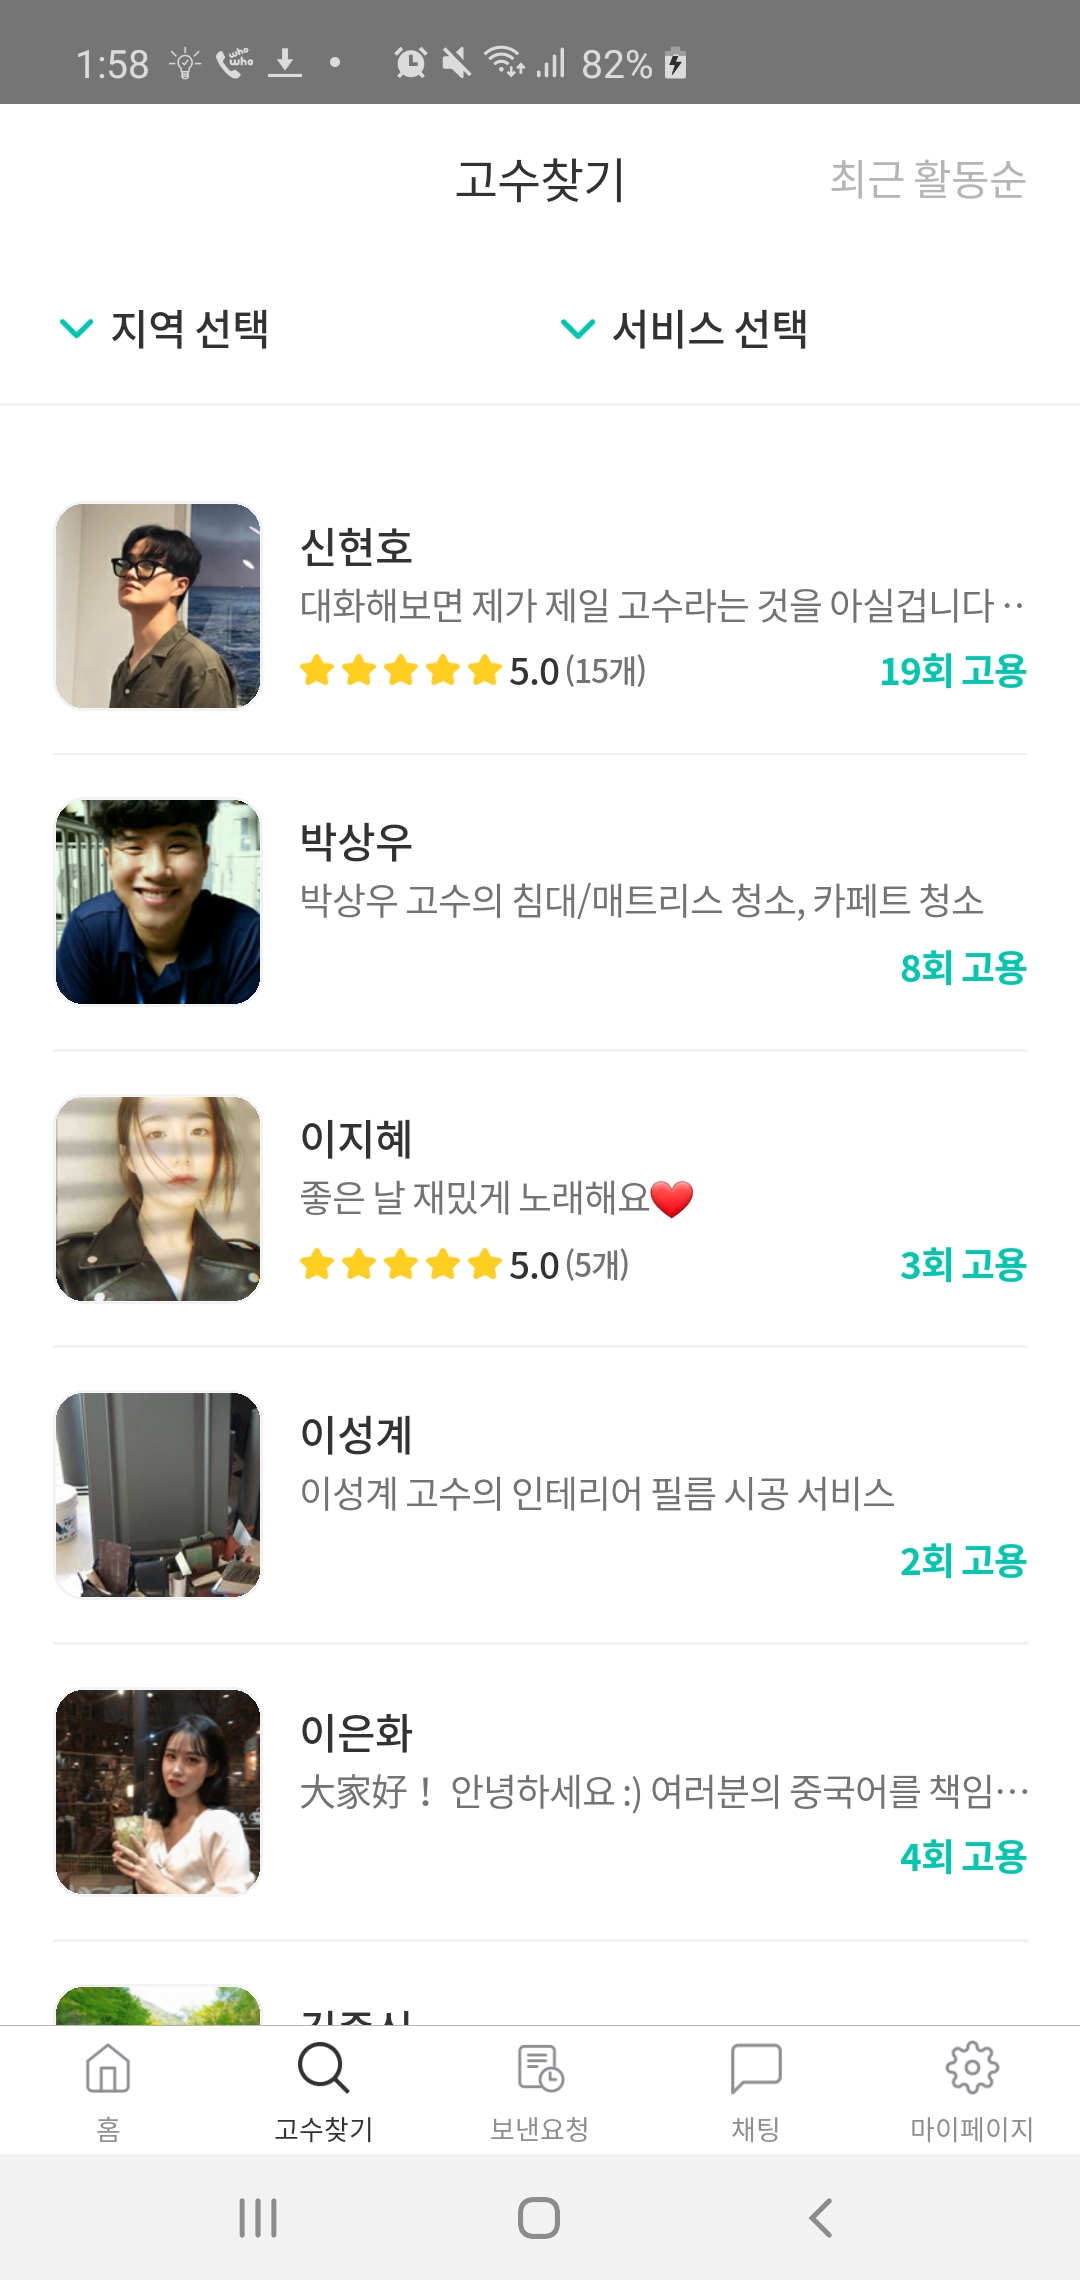 1:58 82%
고수찾기 최근 활동순
지역 선택 서비스 선택
신현호
대화해보면 제가 제일 고수라는 것을 아실겁니다 ··
5.0 (15개) 19회 고용
박상우
박상우 고수의 침대/매트리스 청소, 카페트 청소
8회 고용
이지혜
좋은 날 재밌게 노래해요❤️
5.0 (5개) 3회 고용
이성계
이성계 고수의 인테리어 필름 시공 서비스
2회 고용
이은화
大家好！ 안녕하세요 :) 여러분의 중국어를 책임…
4회 고용
홈 고수찾기 보낸요청 채팅 마이페이지